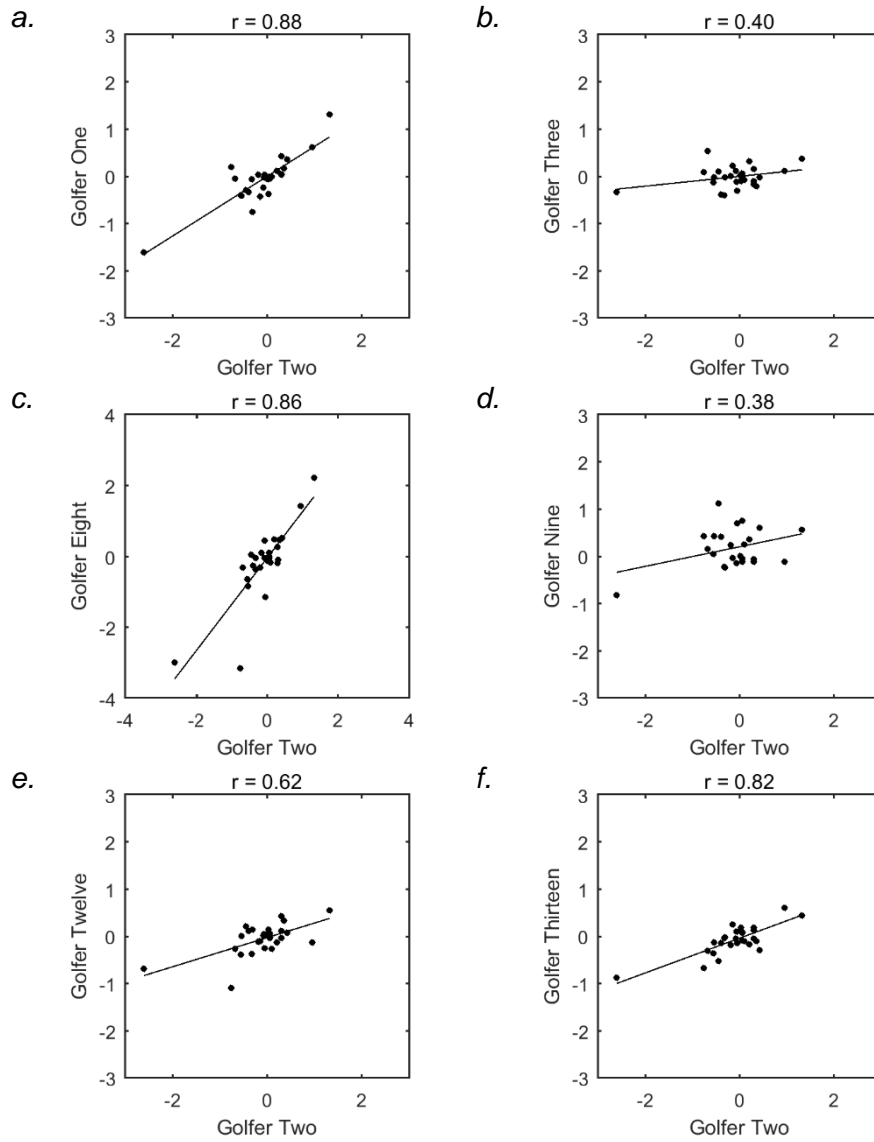 a.
r = 0.88
3
2
1
0
-1
-2
-3
Golfer One
-2
0
2
Golfer Two
b.
r = 0.40
3
2
1
0
-1
-2
-3
Golfer Three
-2
0
2
Golfer Two
c.
r = 0.86
4
2
0
-2
-4
Golfer Eight
-4
-2
0
2
4
Golfer Two
d.
r = 0.38
3
2
1
0
-1
-2
-3
Golfer Nine
-2
0
2
Golfer Two
e.
r = 0.62
3
2
1
0
-1
-2
-3
Golfer Twelve
-2
0
2
Golfer Two
f.
r = 0.82
3
2
1
0
-1
-2
-3
Golfer Thirteen
-2
0
2
Golfer Two